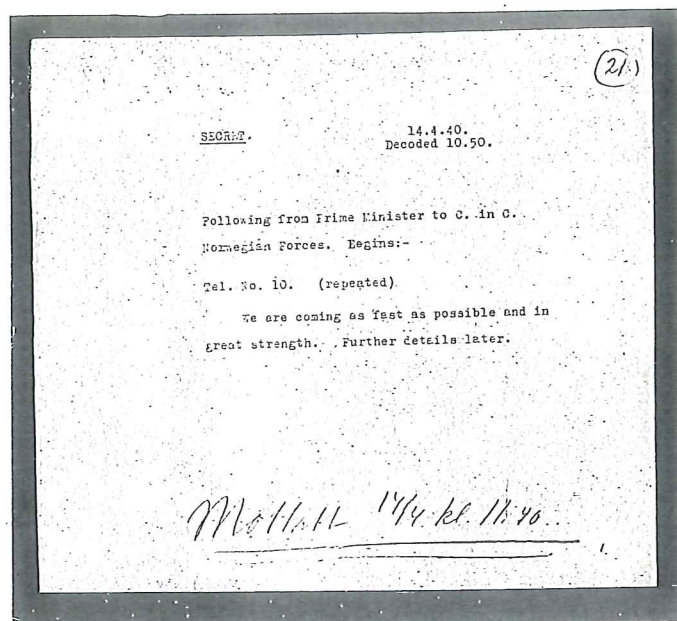 (21)
SECRET.
14.4.40.
Decoded 10.50.
Following from Prime Minister to C. in C.
Norwegian Forces. Begins:-
Tel. No. 10. (repeated)
We are coming as fast as possible and in
great strength. Further details later.
Mottatt 14/4 kl. 11.40